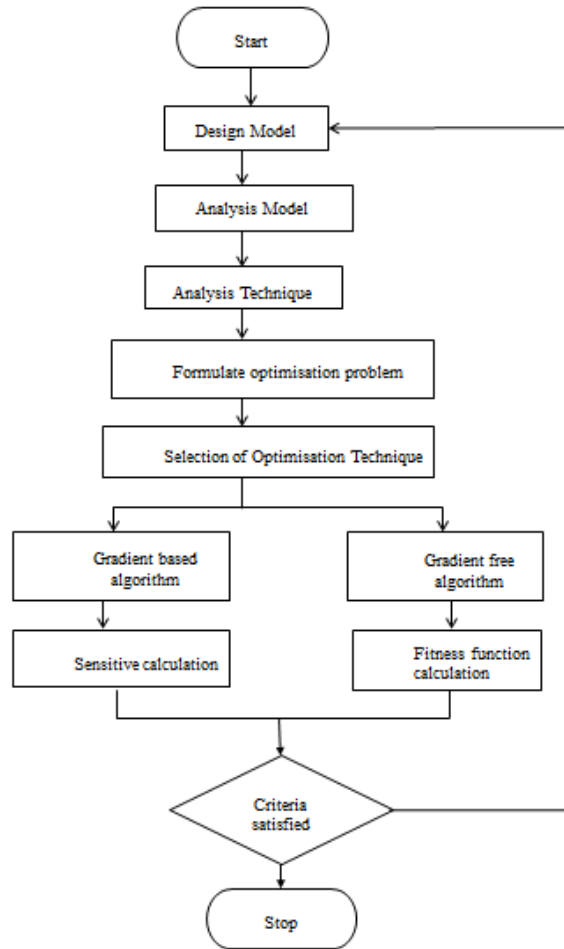 Start
Design Model
Analysis Model
Analysis Technique
Formulate optimisation problem
Selection of Optimisation Technique
Gradient based
algorithm
Gradient free
algorithm
Sensitive calculation
Fitness function
calculation
Criteria
satisfied
Stop